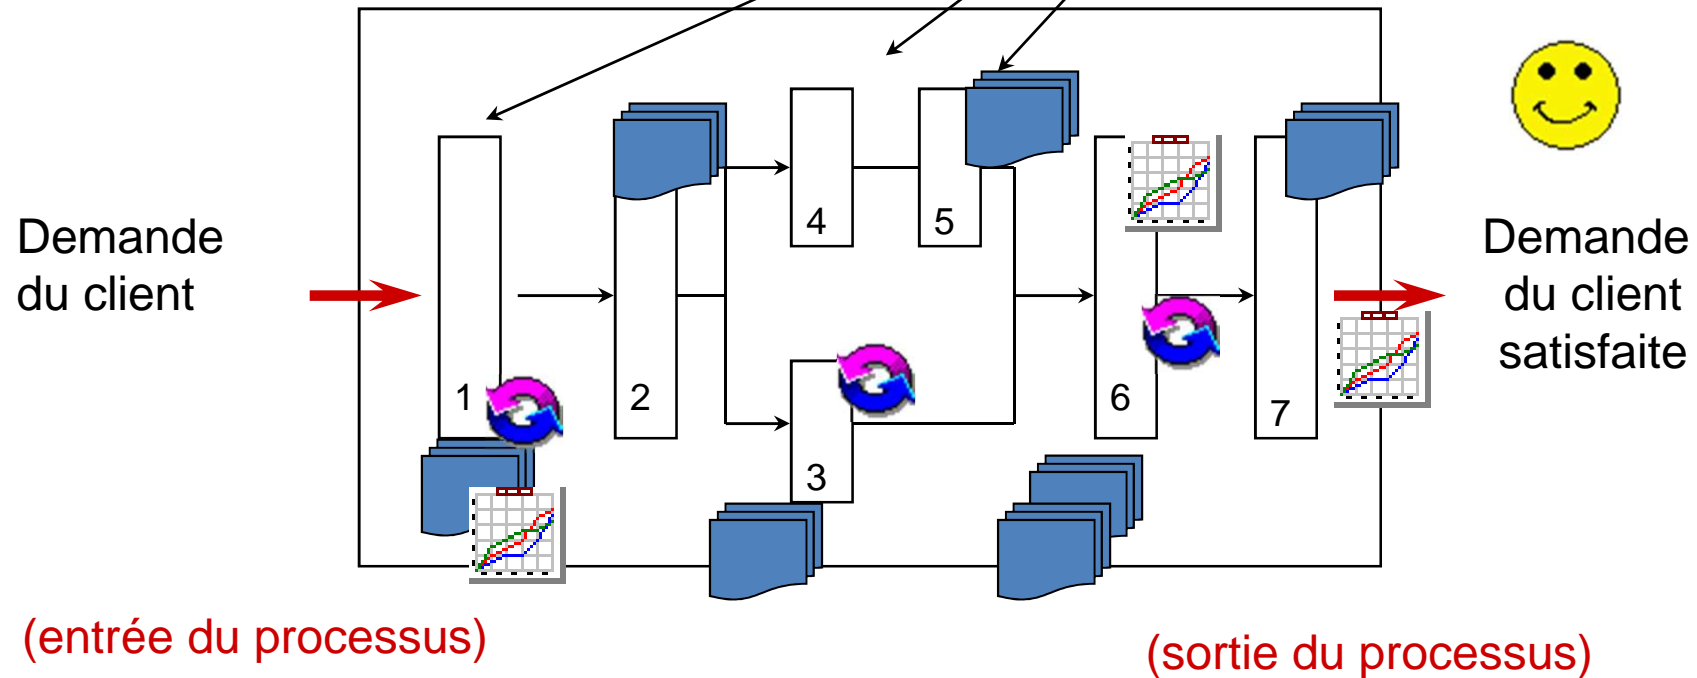 Demande
du client
1
2
3
4
5
6
7
Demande
du client
satisfaite
(entrée du processus)
(sortie du processus)